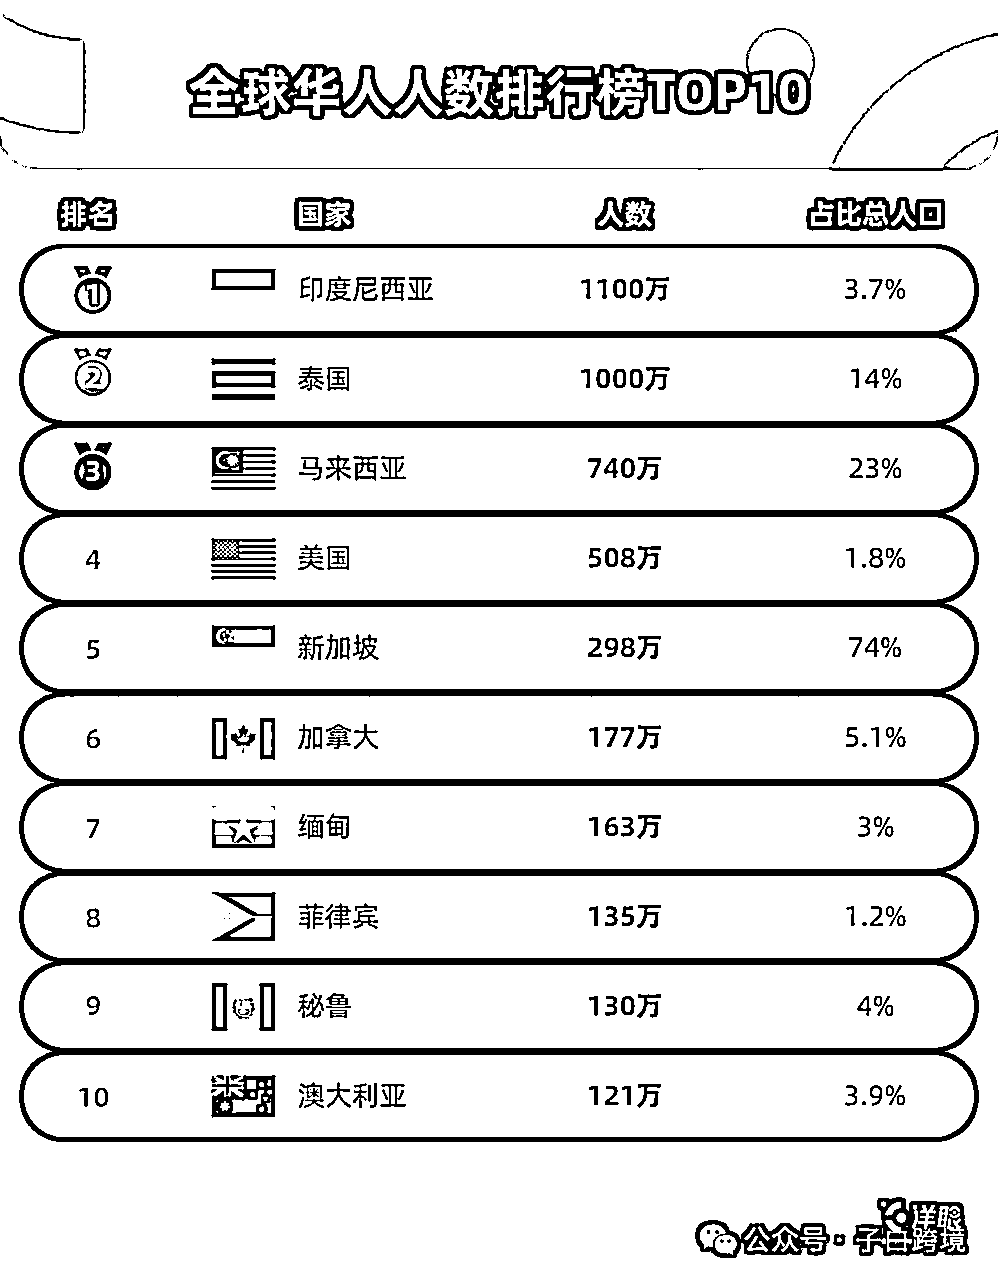 全球华人人数排行榜TOP10
排名 国家 人数 占比总人口
1 印度尼西亚 1100万 3.7%
2 泰国 1000万 14%
3 马来西亚 740万 23%
4 美国 508万 1.8%
5 新加坡 298万 74%
6 加拿大 177万 5.1%
7 缅甸 163万 3%
8 菲律宾 135万 1.2%
9 秘鲁 130万 4%
10 澳大利亚 121万 3.9%
洋聪
公众号·子曰跨境